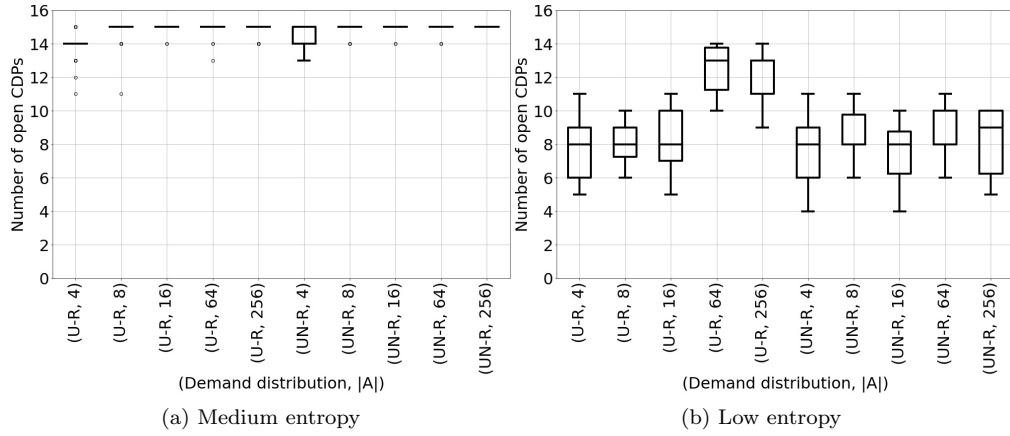 16
14
12
10
8
6
4
2
0
Number of open CDPs
(U-R, 4)
(U-R, 8)
(U-R, 16)
(U-R, 64)
(U-R, 256)
(UN-R, 4)
(UN-R, 8)
(UN-R, 16)
(UN-R, 64)
(UN-R, 256)
(Demand distribution, |A|)
(a) Medium entropy
16
14
12
10
8
6
4
2
0
Number of open CDPs
(U-R, 4)
(U-R, 8)
(U-R, 16)
(U-R, 64)
(U-R, 256)
(UN-R, 4)
(UN-R, 8)
(UN-R, 16)
(UN-R, 64)
(UN-R, 256)
(Demand distribution, |A|)
(b) Low entropy